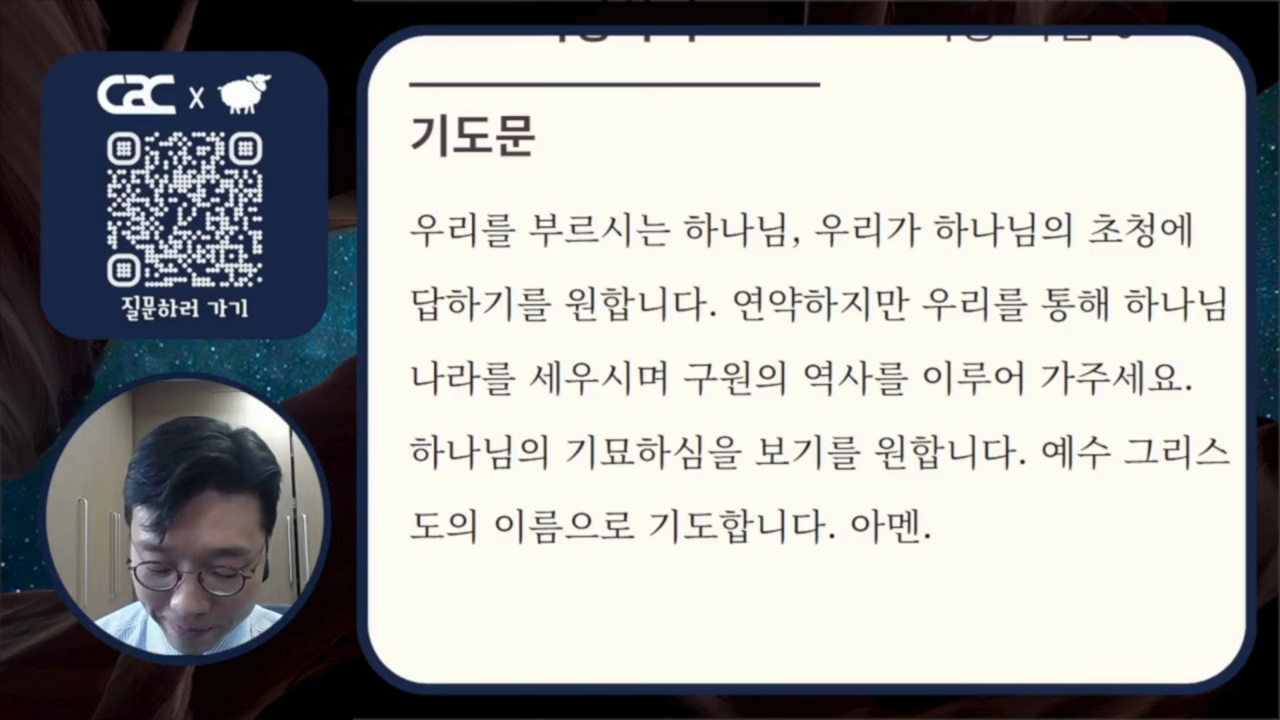 CAC X
질문하러 가기
기도문
우리를 부르시는 하나님, 우리가 하나님의 초청에
답하기를 원합니다. 연약하지만 우리를 통해 하나님
나라를 세우시며 구원의 역사를 이루어 가주세요.
하나님의 기묘하심을 보기를 원합니다. 예수 그리스
도의 이름으로 기도합니다. 아멘.